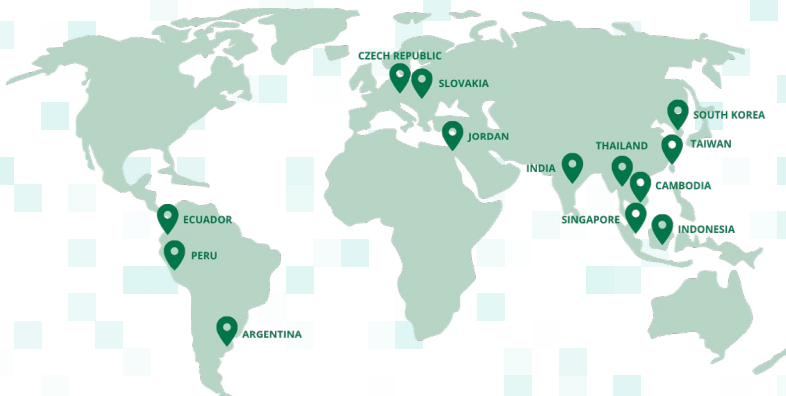 CZECH REPUBLIC
SLOVAKIA
SOUTH KOREA
JORDAN
THAILAND
TAIWAN
INDIA
CAMBODIA
ECUADOR
SINGAPORE
INDONESIA
PERU
ARGENTINA